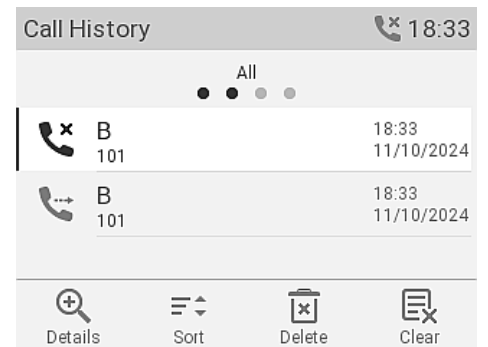 Call History 18:33
All
B 18:33
101 11/10/2024
B 18:33
101 11/10/2024
Details Sort Delete Clear